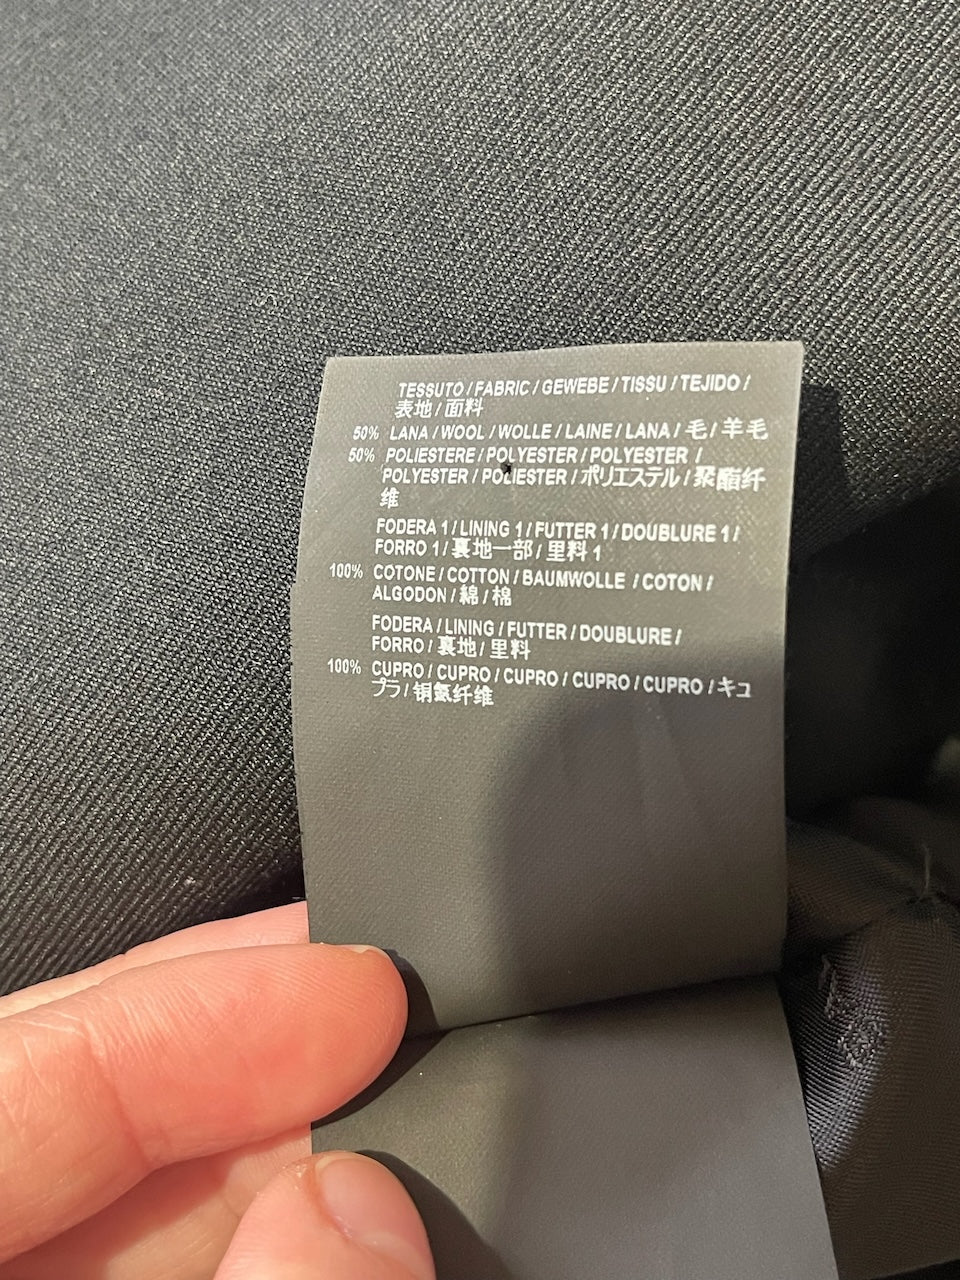 TESSUTO / FABRIC / GEWEBE / TISSU / TEJIDO /
表地 / 面料
50% LANA / WOOL / WOLLE / LAINE / LANA / 毛 / 羊毛
50% POLIESTERE / POLYESTER / POLYESTER /
POLYESTER / POLIESTER / ポリエステル / 聚酯纤
维
FODERA 1 / LINING 1 / FUTTER 1 / DOUBLURE 1 /
FORRO 1 / 裏地一部 / 里料 1
100% COTONE / COTTON / BAUMWOLLE / COTON /
ALGODON / 綿 / 棉
FODERA / LINING / FUTTER / DOUBLURE /
FORRO / 裏地 / 里料
100% CUPRO / CUPRO / CUPRO / CUPRO / CUPRO / キュ
プラ / 铜氨纤维